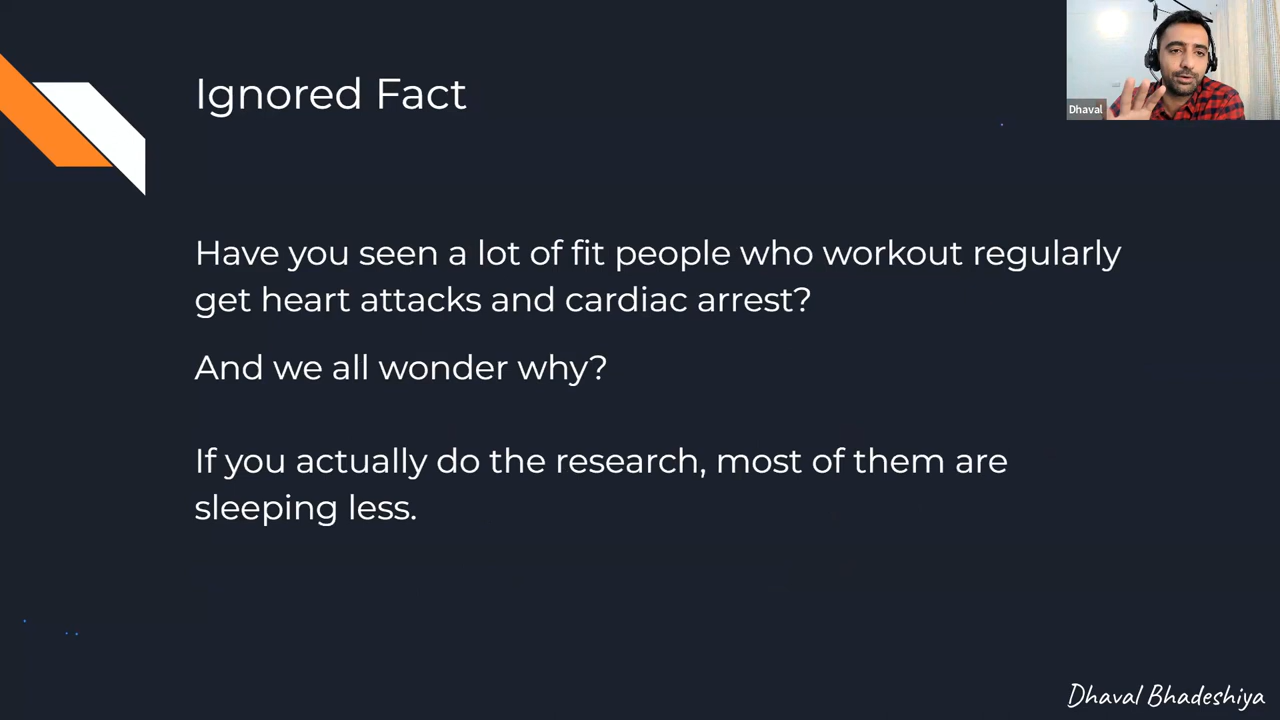 Dhaval
Ignored Fact
Have you seen a lot of fit people who workout regularly
get heart attacks and cardiac arrest?
And we all wonder why?
If you actually do the research, most of them are
sleeping less.
Dhaval Bhadeshiya